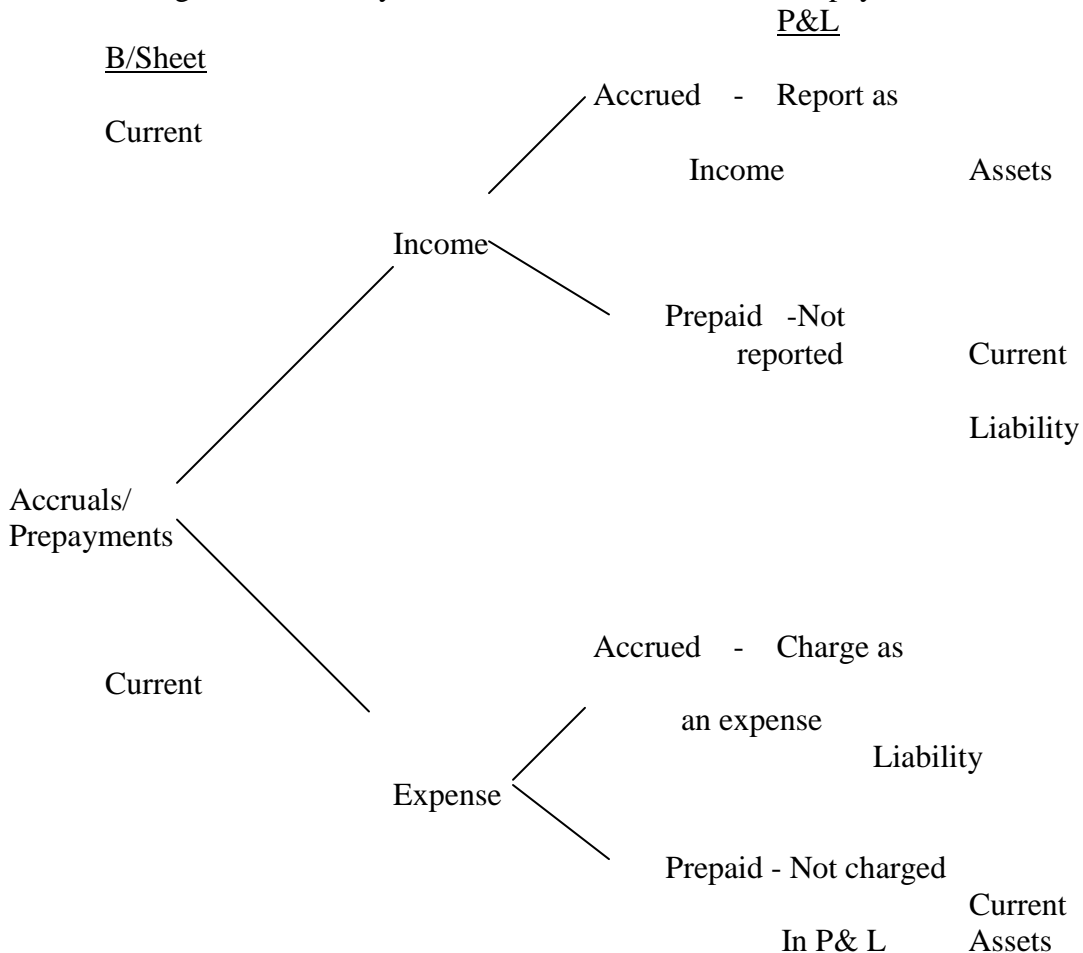 P&L
B/Sheet
Accrued - Report as
Current
Income Assets
Income
Prepaid -Not
reported Current
Liability
Accruals/
Prepayments
Accrued - Charge as
Current
an expense
Liability
Expense
Prepaid - Not charged
Current
In P& L Assets